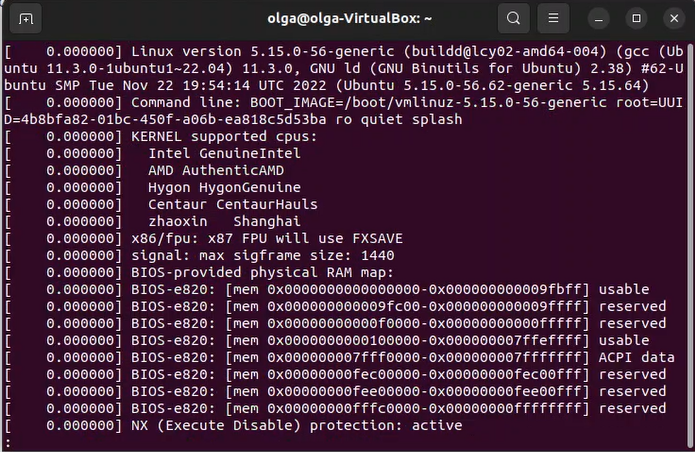 olga@olga-VirtualBox: ~
[    0.000000] Linux version 5.15.0-56-generic (buildd@lcy02-amd64-004) (gcc (Ub
untu 11.3.0-1ubuntu1~22.04) 11.3.0, GNU ld (GNU Binutils for Ubuntu) 2.38) #62-U
buntu SMP Tue Nov 22 19:54:14 UTC 2022 (Ubuntu 5.15.0-56.62-generic 5.15.64)
[    0.000000] Command line: BOOT_IMAGE=/boot/vmlinuz-5.15.0-56-generic root=UUI
D=4b8bfa82-01bc-450f-a06b-ea818c5d53ba ro quiet splash
[    0.000000] KERNEL supported cpus:
[    0.000000]   Intel GenuineIntel
[    0.000000]   AMD AuthenticAMD
[    0.000000]   Hygon HygonGenuine
[    0.000000]   Centaur CentaurHauls
[    0.000000]   zhaoxin   Shanghai
[    0.000000] x86/fpu: x87 FPU will use FXSAVE
[    0.000000] signal: max sigframe size: 1440
[    0.000000] BIOS-provided physical RAM map:
[    0.000000] BIOS-e820: [mem 0x0000000000000000-0x000000000009fbff] usable
[    0.000000] BIOS-e820: [mem 0x000000000009fc00-0x000000000009ffff] reserved
[    0.000000] BIOS-e820: [mem 0x00000000000f0000-0x00000000000fffff] reserved
[    0.000000] BIOS-e820: [mem 0x0000000000100000-0x000000007ffeffff] usable
[    0.000000] BIOS-e820: [mem 0x000000007fff0000-0x000000007fffffff] ACPI data
[    0.000000] BIOS-e820: [mem 0x00000000fec00000-0x00000000fec00fff] reserved
[    0.000000] BIOS-e820: [mem 0x00000000fee00000-0x00000000fee00fff] reserved
[    0.000000] BIOS-e820: [mem 0x00000000fffc0000-0x00000000ffffffff] reserved
[    0.000000] NX (Execute Disable) protection: active
: